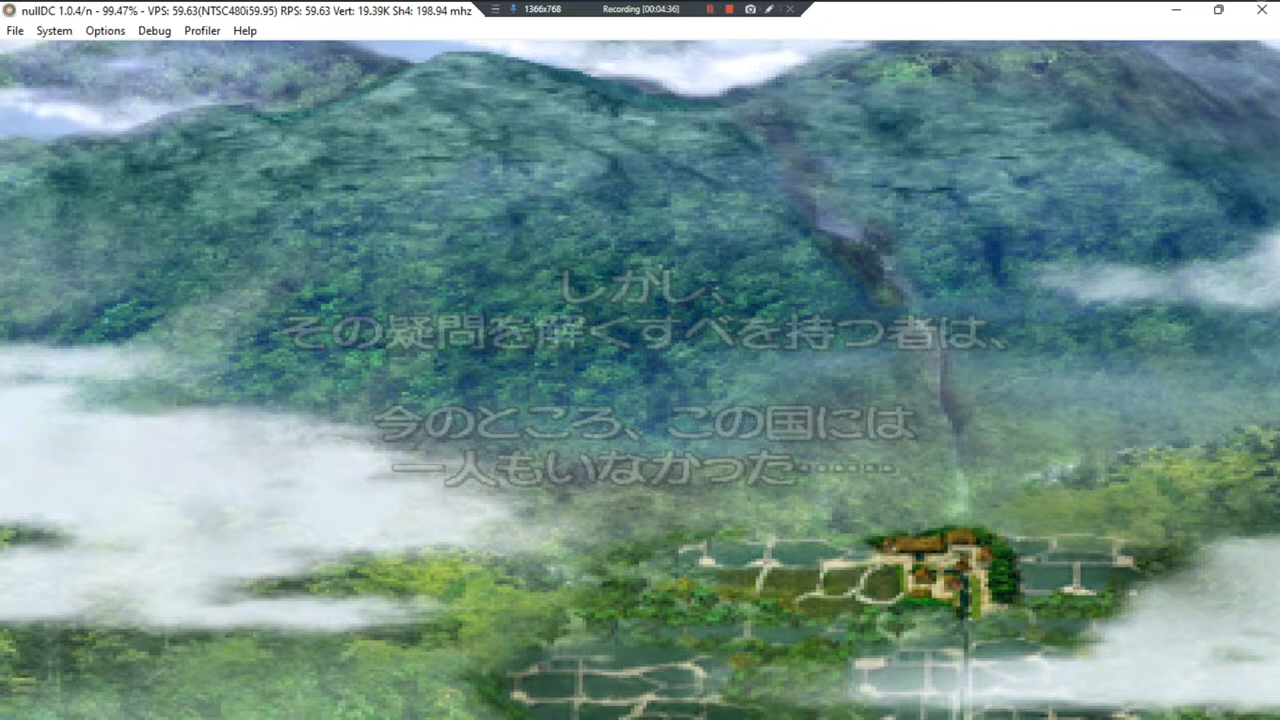 nullDC 1.0.4/n - 99.47% - VPS: 59.63(NTSC480i59.95) RPS: 59.63 Vert: 19.39K Sh4: 198.94 mhz
1366x768
Recording [00:04:36]
File System Options Debug Profiler Help
しかし、
その疑問を解くすべを持つ者は、
今のところ、この国には
一人もいなかった………